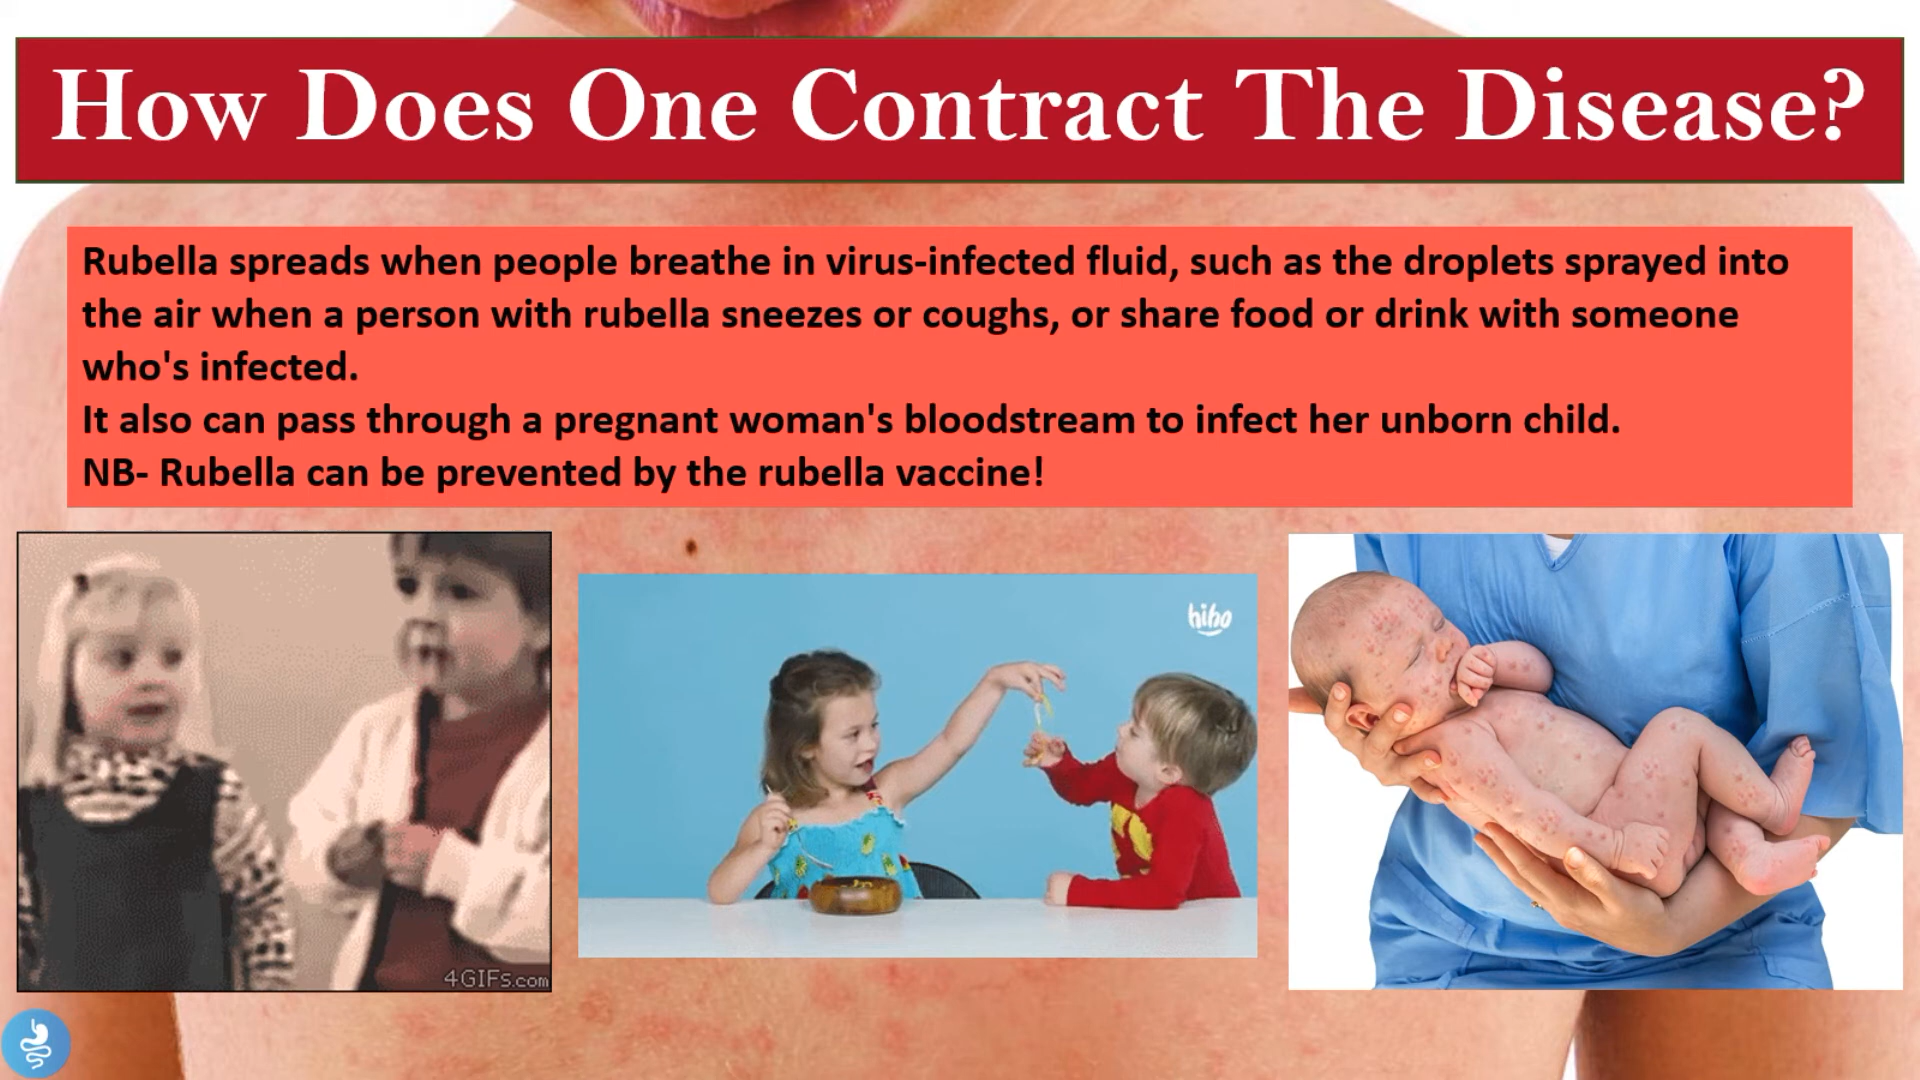 How Does One Contract The Disease?
Rubella spreads when people breathe in virus-infected fluid, such as the droplets sprayed into
the air when a person with rubella sneezes or coughs, or share food or drink with someone
who's infected.
It also can pass through a pregnant woman's bloodstream to infect her unborn child.
NB- Rubella can be prevented by the rubella vaccine!
hiho
4GIFs.com